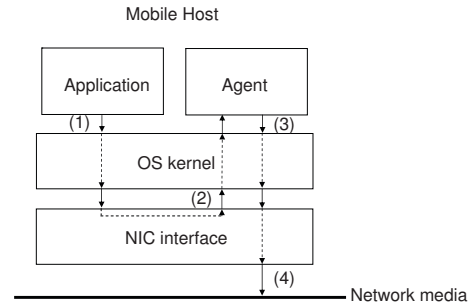 Mobile Host
Application
Agent
(1)
(3)
OS kernel
(2)
NIC interface
(4)
Network media